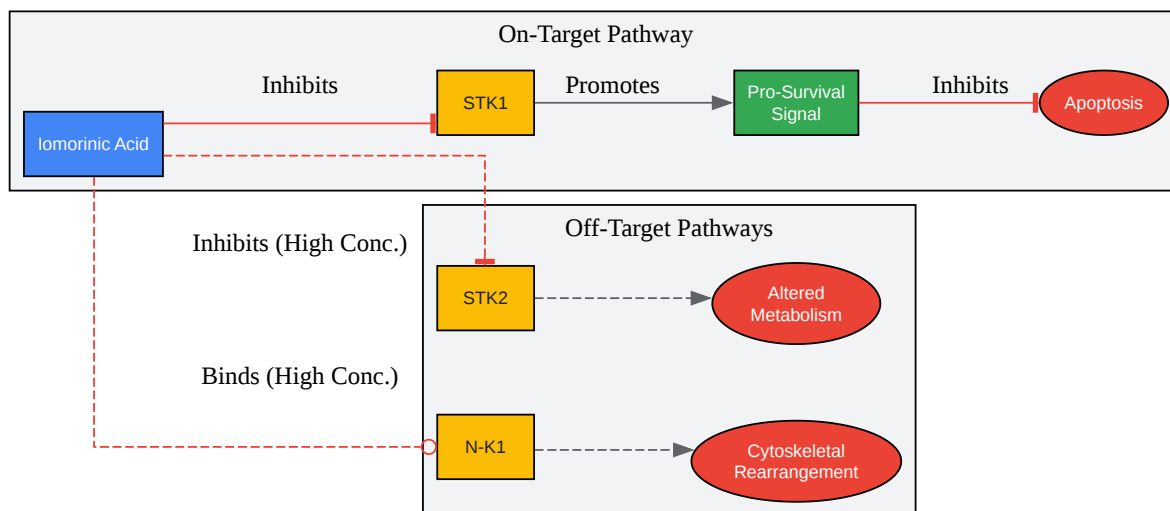 On-Target Pathway
Inhibits
STK1
Promotes
Pro-Survival
Signal
Inhibits
Apoptosis
Iomorinic Acid
Off-Target Pathways
Inhibits (High Conc.)
STK2
Altered
Metabolism
Binds (High Conc.)
N-K1
Cytoskeletal
Rearrangement